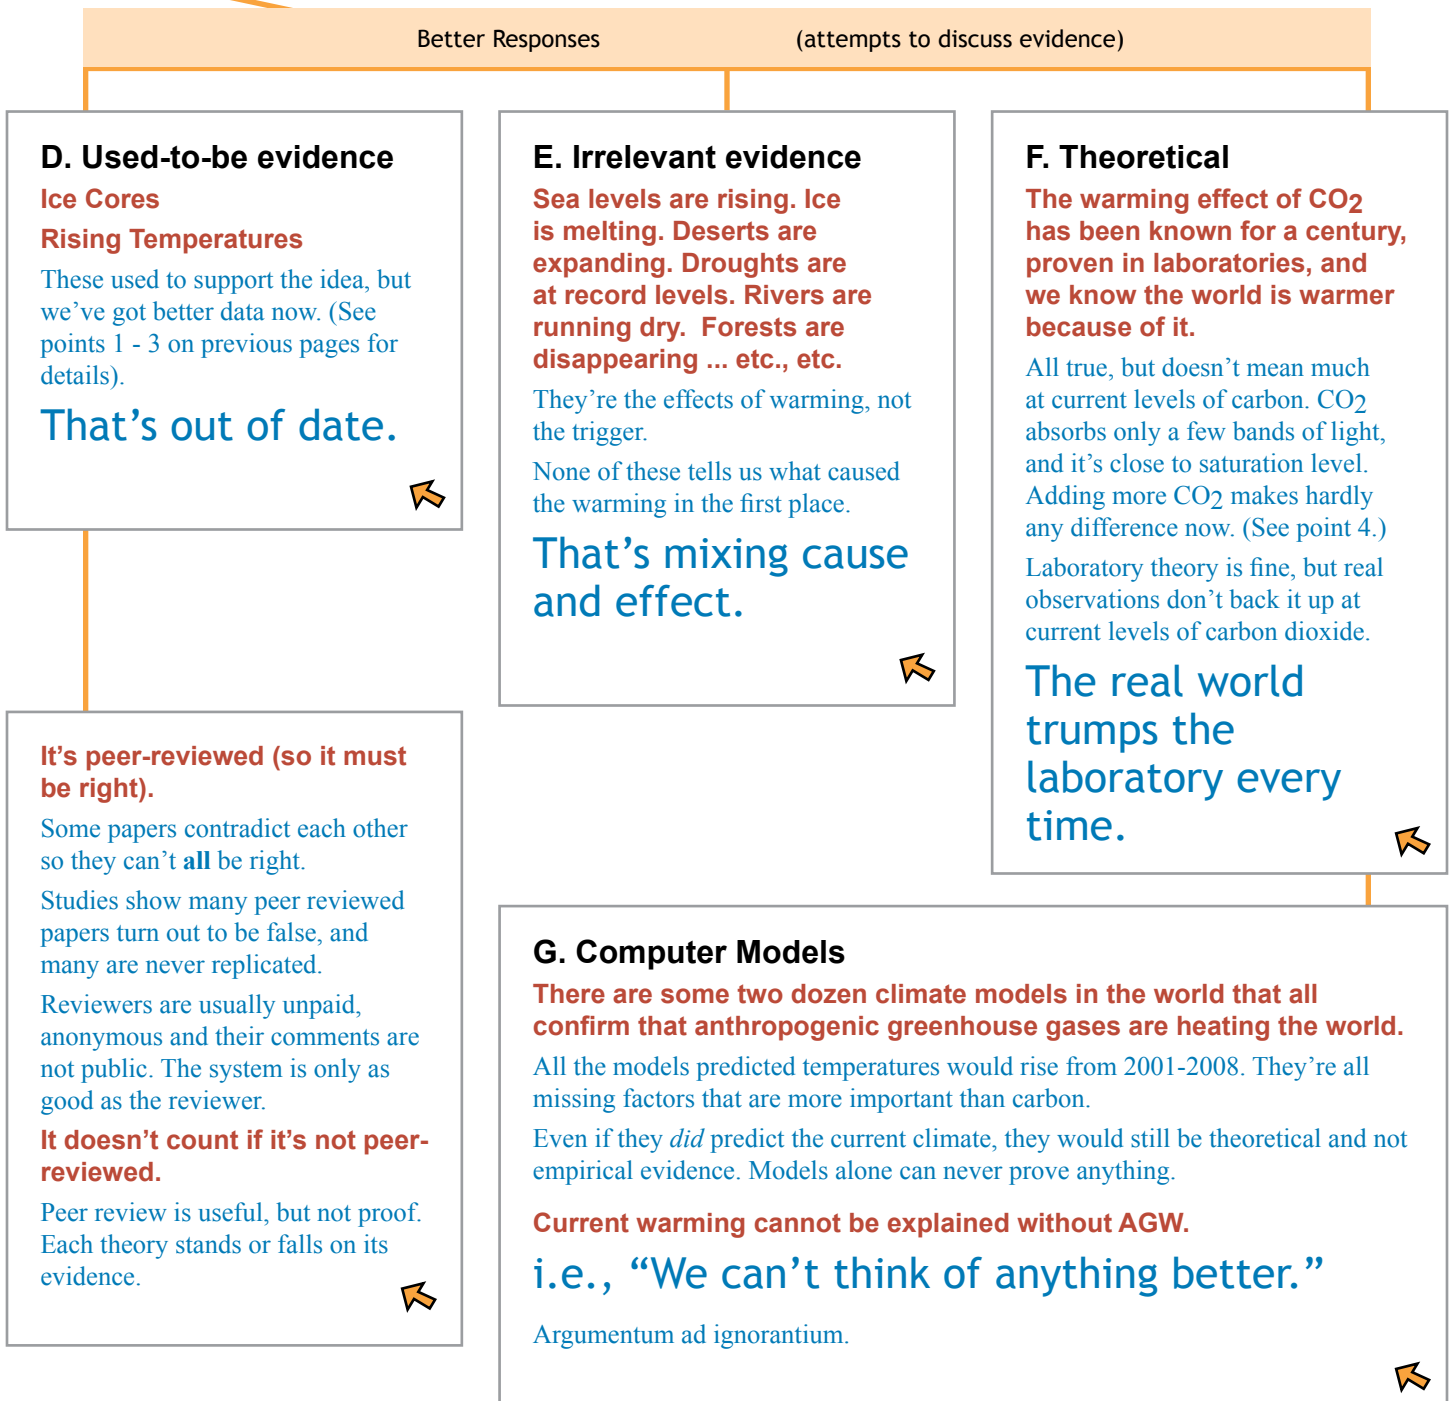 Better Responses (attempts to discuss evidence)
D. Used-to-be evidence
Ice Cores
Rising Temperatures
These used to support the idea, but
we’ve got better data now. (See
points 1 - 3 on previous pages for
details).
That’s out of date.
E. Irrelevant evidence
Sea levels are rising. Ice
is melting. Deserts are
expanding. Droughts are
at record levels. Rivers are
running dry.  Forests are
disappearing ... etc., etc.
They’re the effects of warming, not
the trigger.
None of these tells us what caused
the warming in the first place.
That’s mixing cause
and effect.
F. Theoretical
The warming effect of CO2
has been known for a century,
proven in laboratories, and
we know the world is warmer
because of it.
All true, but doesn’t mean much
at current levels of carbon. CO2
absorbs only a few bands of light,
and it’s close to saturation level.
Adding more CO2 makes hardly
any difference now. (See point 4.)
Laboratory theory is fine, but real
observations don’t back it up at
current levels of carbon dioxide.
The real world
trumps the
laboratory every
time.
It’s peer-reviewed (so it must
be right).
Some papers contradict each other
so they can’t all be right.
Studies show many peer reviewed
papers turn out to be false, and
many are never replicated.
Reviewers are usually unpaid,
anonymous and their comments are
not public. The system is only as
good as the reviewer.
It doesn’t count if it’s not peer-
reviewed.
Peer review is useful, but not proof.
Each theory stands or falls on its
evidence.
G. Computer Models
There are some two dozen climate models in the world that all
confirm that anthropogenic greenhouse gases are heating the world.
All the models predicted temperatures would rise from 2001-2008. They’re all
missing factors that are more important than carbon.
Even if they did predict the current climate, they would still be theoretical and not
empirical evidence. Models alone can never prove anything.
Current warming cannot be explained without AGW.
i.e., “We can’t think of anything better.”
Argumentum ad ignorantium.